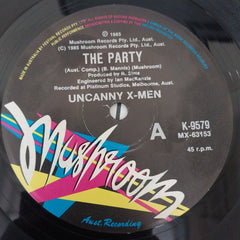 ℗ 1985
Mushroom Records Pty. Ltd., Aust.
(C) 1985 Mushroom Records Pty. Ltd., Aust.
THE PARTY
(Aust. Comp.) (B. Mannix) (Mushroom)
Produced by R. Sims
Engineered by Ian MacKenzie
Recorded at Platinum Studios, Melbourne, Aust.
UNCANNY X-MEN
A
K-9579
MX-63153
45 r.p.m.
Mushroom
Aust. Recording